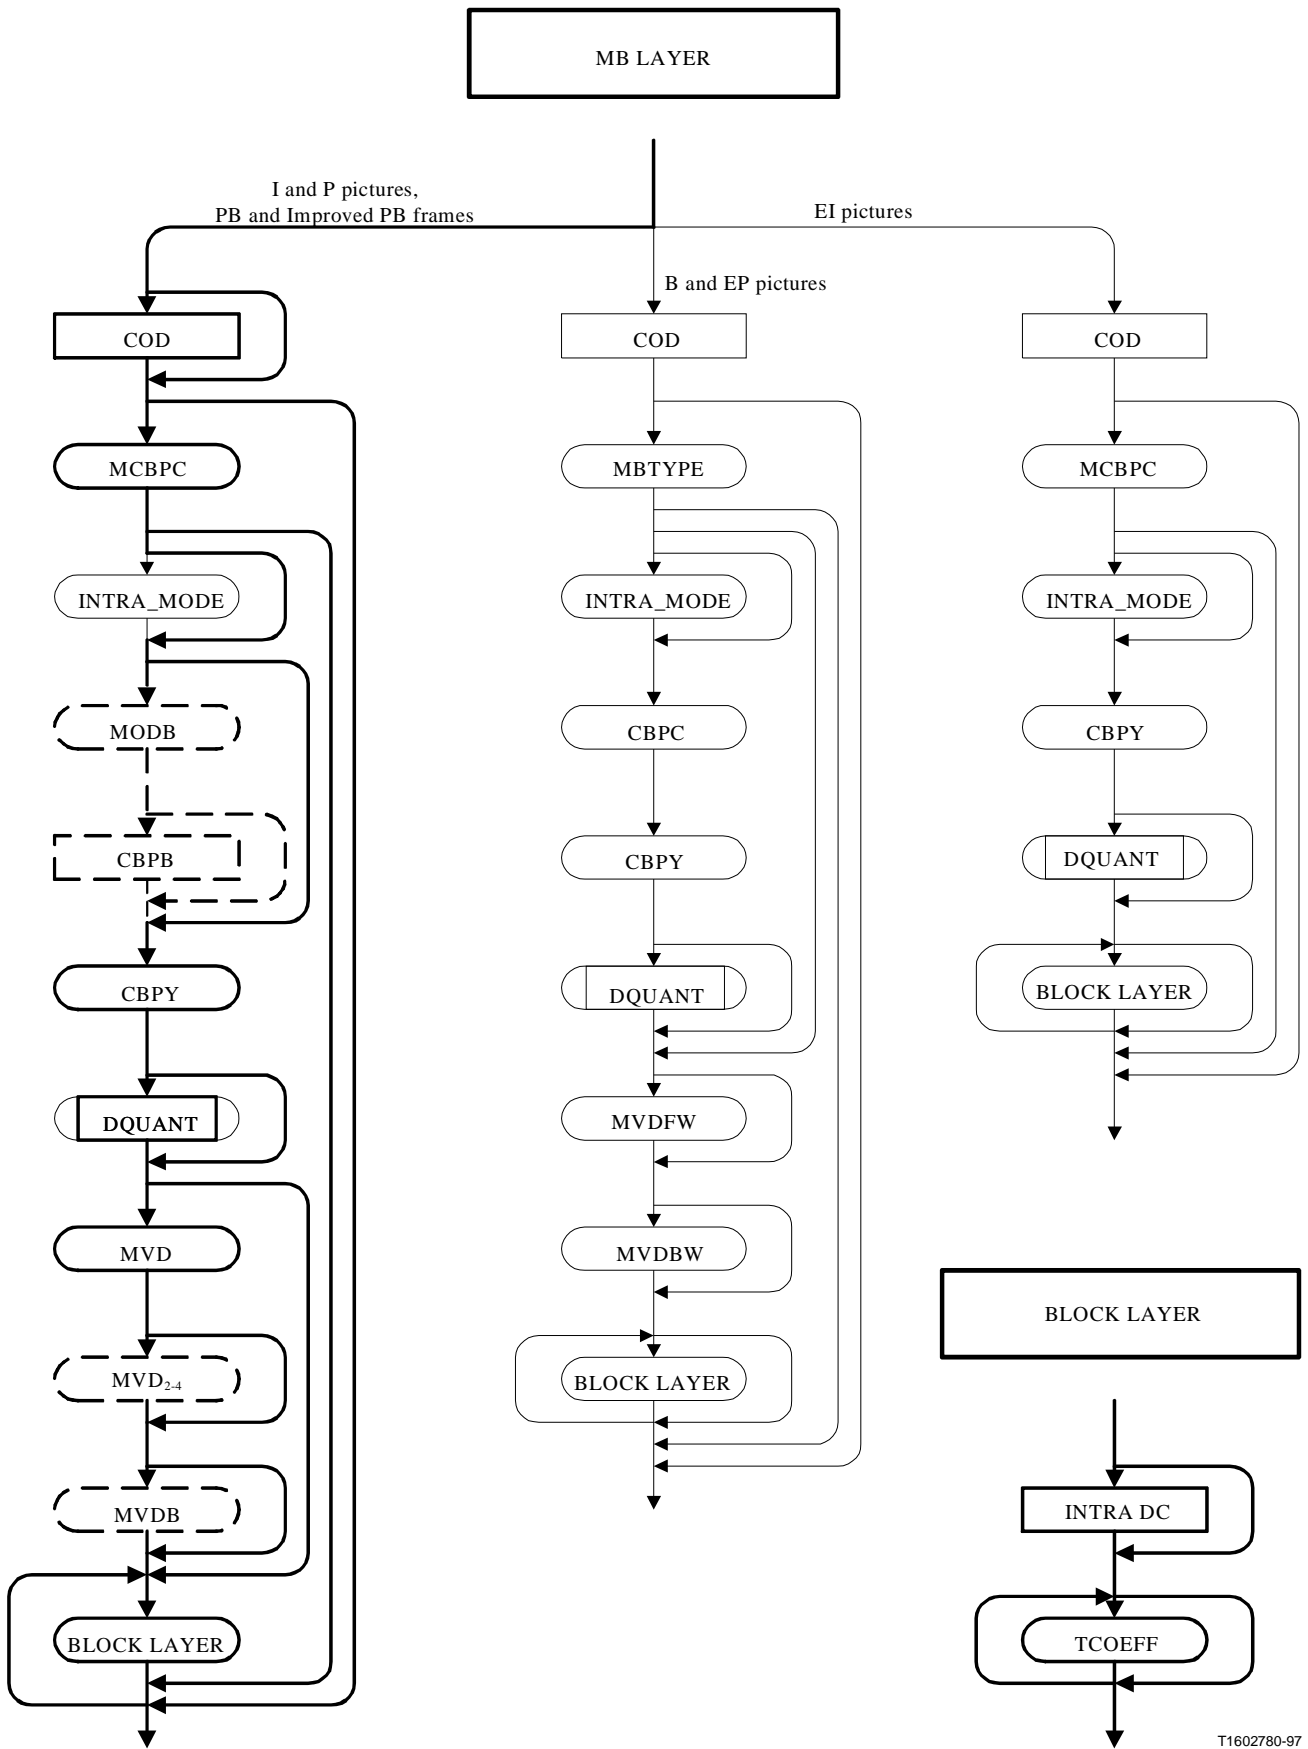 MB LAYER
I and P pictures,
PB and Improved PB frames
EI pictures
B and EP pictures
COD
MCBPC
INTRA_MODE
MODB
CBPB
CBPY
DQUANT
MVD
MVD2-4
MVDB
BLOCK LAYER
COD
MBTYPE
INTRA_MODE
CBPC
CBPY
DQUANT
MVDFW
MVDBW
BLOCK LAYER
COD
MCBPC
INTRA_MODE
CBPY
DQUANT
BLOCK LAYER
BLOCK LAYER
INTRA DC
TCOEFF
T1602780-97